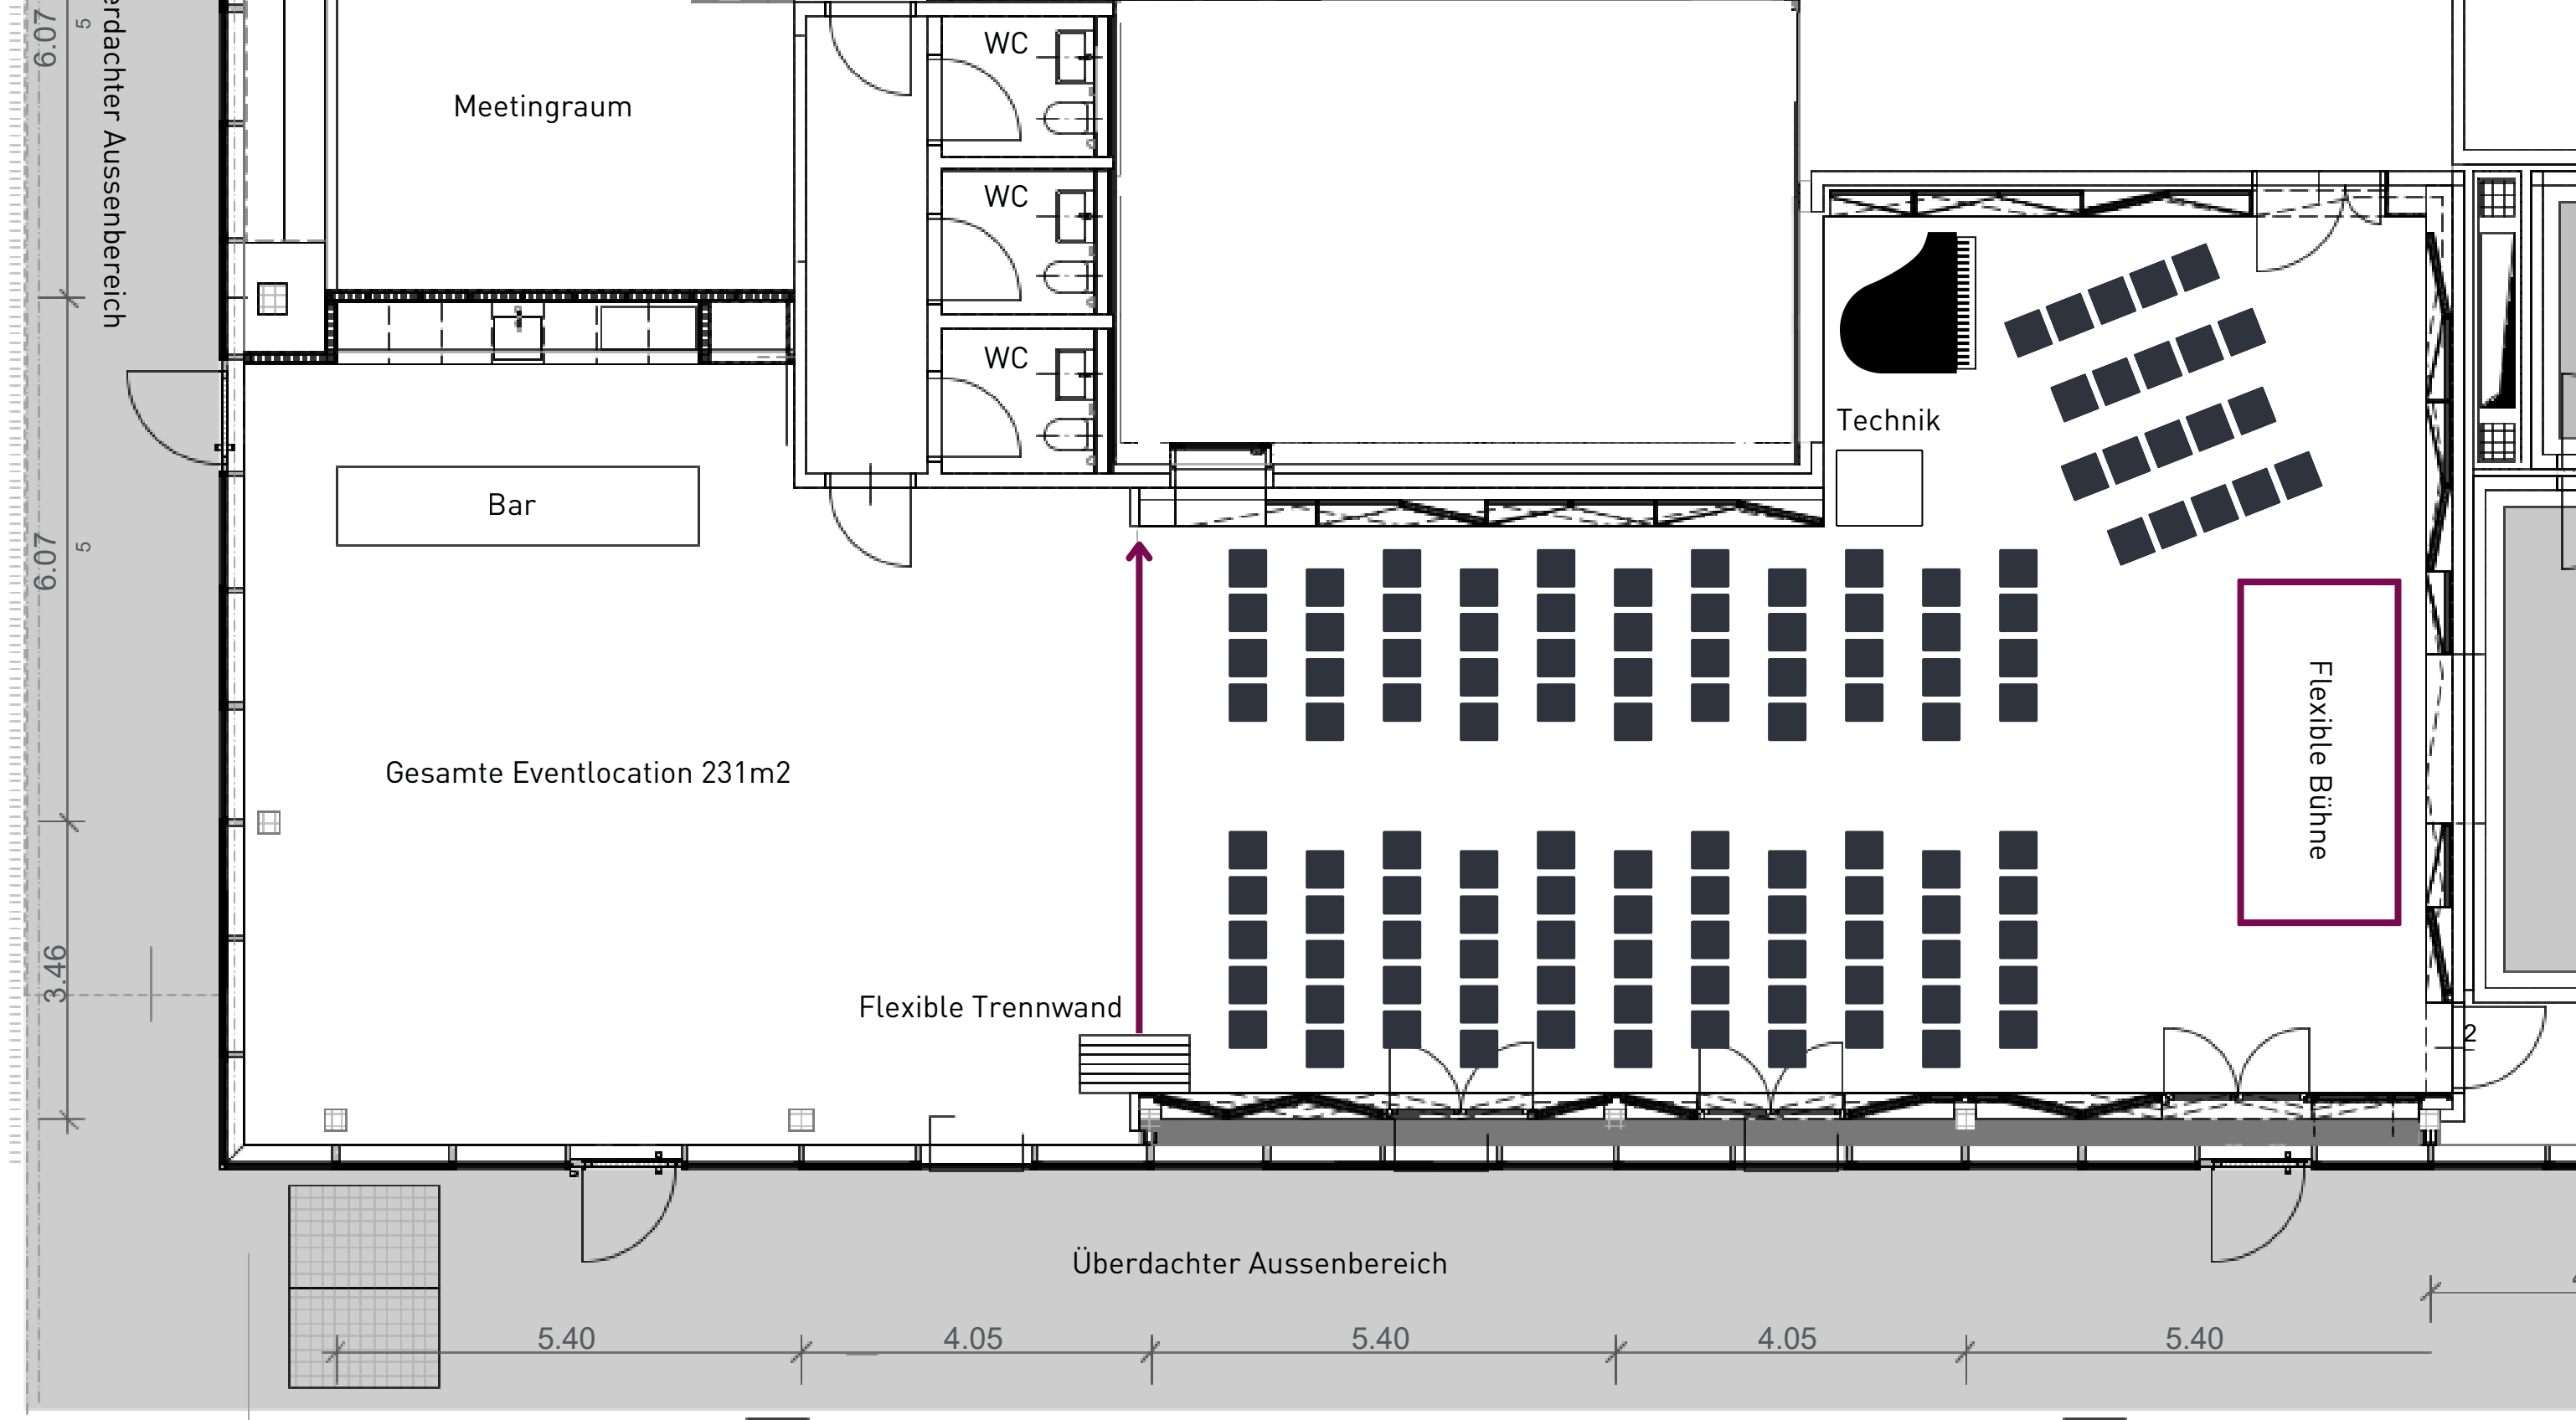 6.07
5
WC
Meetingraum
WC
WC
Technik
Bar
6.07
5
Flexible Bühne
Gesamte Eventlocation 231m2
3.46
Flexible Trennwand
2
Überdachter Aussenbereich
5.40
4.05
5.40
4.05
5.40
Aussenbereich